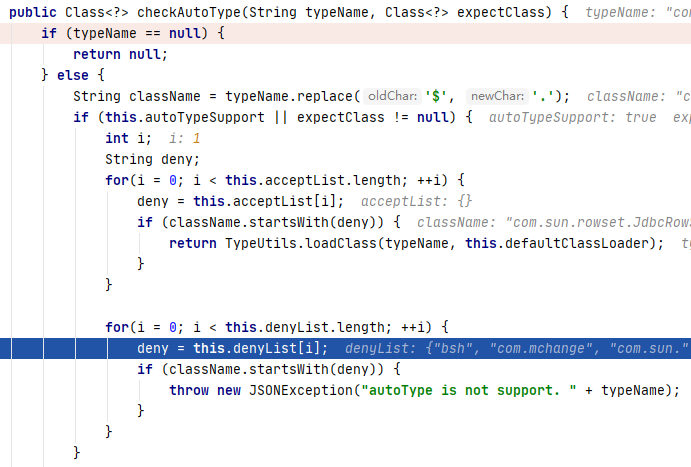 public Class<?> checkAutoType(String typeName, Class<?> expectClass) {  typeName: "co
if (typeName == null) {
return null;
} else {
String className = typeName.replace( oldChar: '$', newChar: '.');  className: "c
if (this.autoTypeSupport || expectClass != null) {  autoTypeSupport: true  exp
int i;  i: 1
String deny;
for(i = 0; i < this.acceptList.length; ++i) {
deny = this.acceptList[i];  acceptList: {}
if (className.startsWith(deny)) {  className: "com.sun.rowset.JdbcRowS
return TypeUtils.loadClass(typeName, this.defaultClassLoader);  ty
}
}
for(i = 0; i < this.denyList.length; ++i) {
deny = this.denyList[i];  denyList: {"bsh", "com.mchange", "com.sun."
if (className.startsWith(deny)) {
throw new JSONException("autoType is not support. " + typeName);
}
}
}